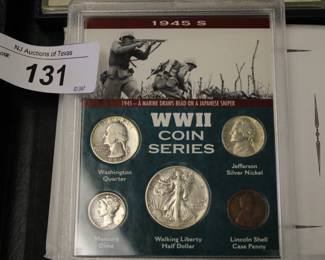 NJ Auctions of Texas
131
1945 S
1945 - A MARINE DRAWS BEAD ON A JAPANESE SNIPER
WWII
COIN
SERIES
Washington
Quarter
Jefferson
Silver Nickel
Mercury
Dime
Walking Liberty
Half Dollar
Lincoln Shell
Case Penny